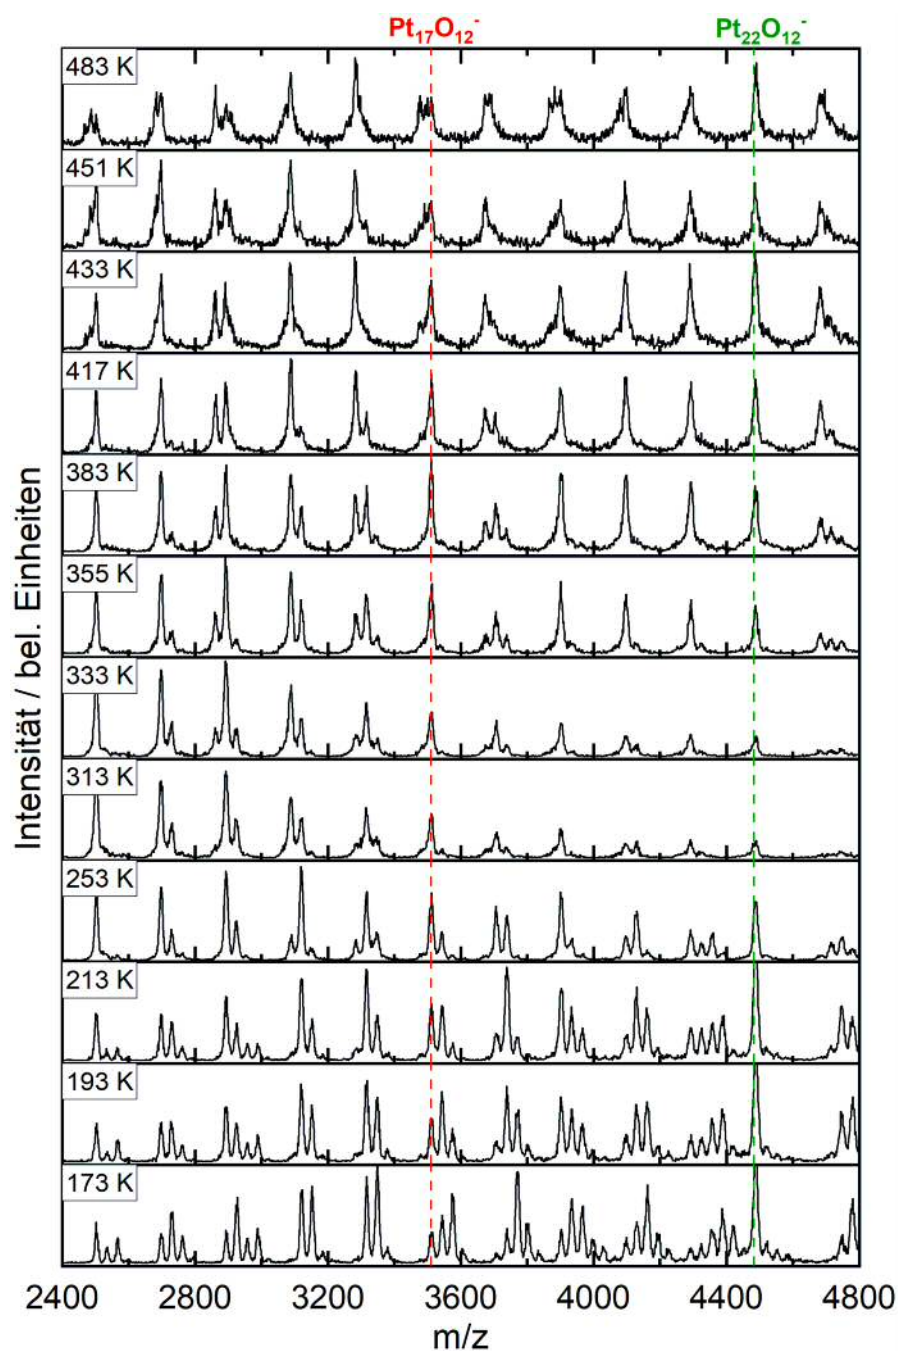 Pt₁₇O₁₂⁻ Pt₂₂O₁₂⁻
483 K
451 K
433 K
417 K
383 K
355 K
333 K
313 K
253 K
213 K
193 K
173 K
Intensität / bel. Einheiten
2400 2800 3200 3600 4000 4400 4800
m/z